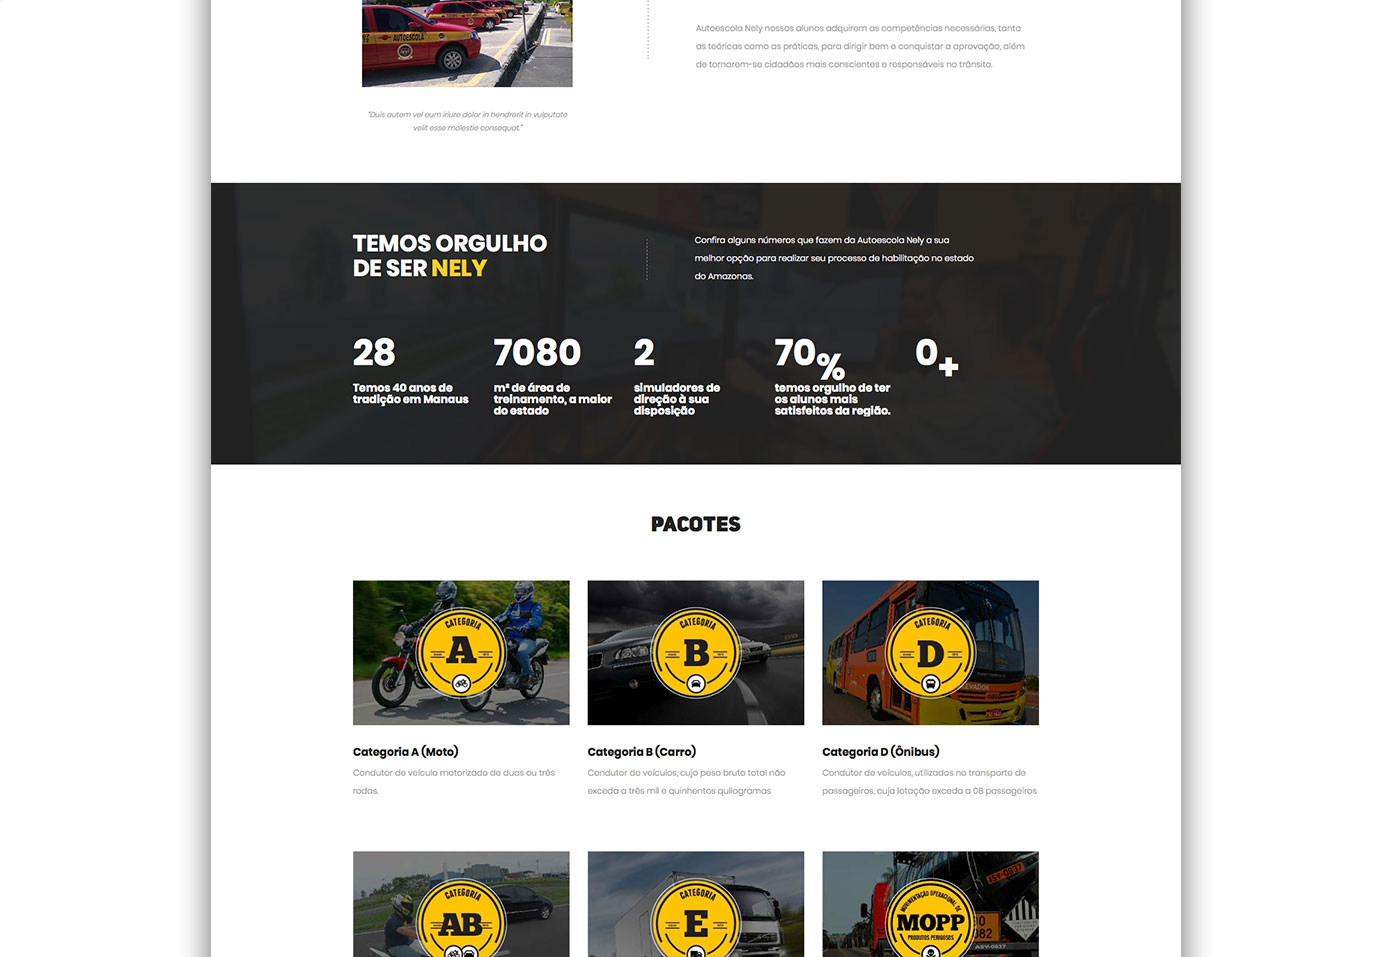 AUTOESCOLA
Autoescola Nely nossos alunos adquirem as competências necessárias, tanto
as teóricas como as práticas, para dirigir bem e conquistar a aprovação, além
de tornarem-se cidadãos mais conscientes e responsáveis no trânsito.
"Duis autem vel eum iriure dolor in hendrerit in vulputate
velit esse molestie consequat."
TEMOS ORGULHO
DE SER NELY
Confira alguns números que fazem da Autoescola Nely a sua
melhor opção para realizar seu processo de habilitação no estado
do Amazonas.
28
Temos 40 anos de
tradição em Manaus
7080
m² de área de
treinamento, a maior
do estado
2
simuladores de
direção à sua
disposição
70%
temos orgulho de ter
os alunos mais
satisfeitos da região.
0+
PACOTES
CATEGORIA
A
CATEGORIA
B
CATEGORIA
D
Categoria A (Moto)
Condutor de veículo motorizado de duas ou três
rodas.
Categoria B (Carro)
Condutor de veículos, cujo peso bruto total não
exceda a três mil e quinhentos quilogramas
Categoria D (Ônibus)
Condutor de veículos, utilizados no transporte de
passageiros, cuja lotação exceda a 08 passageiros
CATEGORIA
AB
CATEGORIA
E
MOVIMENTAÇÃO OPERACIONAL DE
MOPP
PRODUTOS PERIGOSOS
ASV-0837
ASV-0837